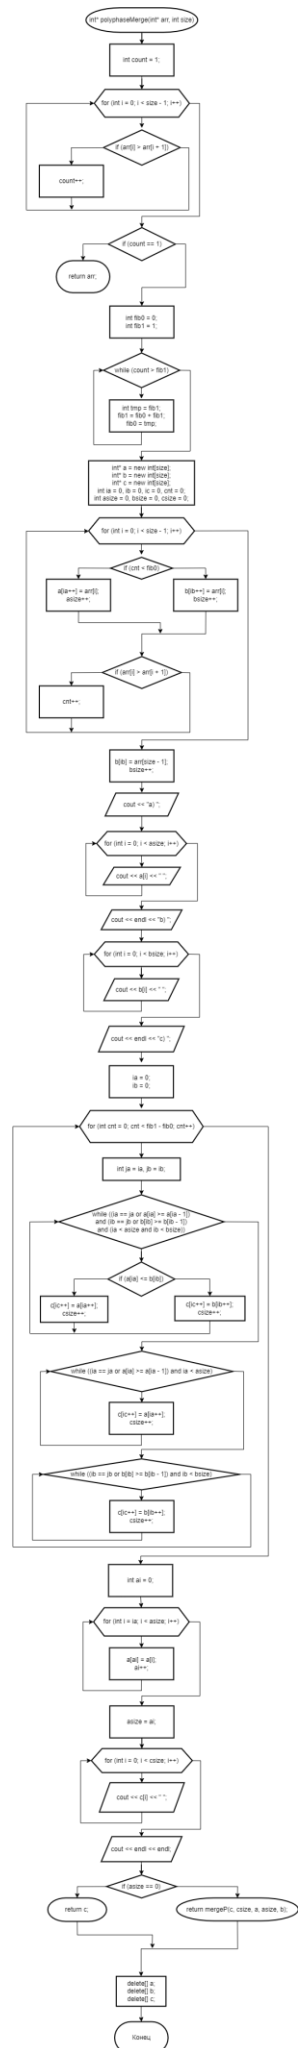 int* polyphaseMerge(int* arr, int size)
int count = 1;
for (int i = 0; i < size - 1; i++)
if (arr[i] > arr[i + 1])
count++;
if (count == 1)
return arr;
int fib0 = 0;
int fib1 = 1;
while (count > fib1)
int tmp = fib1;
fib1 = fib0 + fib1;
fib0 = tmp;
int* a = new int[size];
int* b = new int[size];
int* c = new int[size];
int ia = 0, ib = 0, ic = 0, cnt = 0;
int asize = 0, bsize = 0, csize = 0;
for (int i = 0; i < size - 1; i++)
if (cnt < fib0)
a[ia++] = arr[i];
asize++;
b[ib++] = arr[i];
bsize++;
if (arr[i] > arr[i + 1])
cnt++;
b[ib] = arr[size - 1];
bsize++;
cout << "a) ";
for (int i = 0; i < asize; i++)
cout << a[i] << " ";
cout << endl << "b) ";
for (int i = 0; i < bsize; i++)
cout << b[i] << " ";
cout << endl << "c) ";
ia = 0;
ib = 0;
for (int cnt = 0; cnt < fib1 - fib0; cnt++)
int ja = ia, jb = ib;
while ((ia == ja or a[ia] >= a[ia - 1])
and (ib == jb or b[ib] >= b[ib - 1])
and (ia < asize and ib < bsize))
if (a[ia] <= b[ib])
c[ic++] = a[ia++];
csize++;
c[ic++] = b[ib++];
csize++;
while ((ia == ja or a[ia] >= a[ia - 1]) and ia < asize)
c[ic++] = a[ia++];
csize++;
while ((ib == jb or b[ib] >= b[ib - 1]) and ib < bsize)
c[ic++] = b[ib++];
csize++;
int ai = 0;
for (int i = ia; i < asize; i++)
a[ai] = a[i];
ai++;
asize = ai;
for (int i = 0; i < csize; i++)
cout << c[i] << " ";
cout << endl << endl;
if (asize == 0)
return c;
return mergeP(c, csize, a, asize, b);
delete[] a;
delete[] b;
delete[] c;
Конец